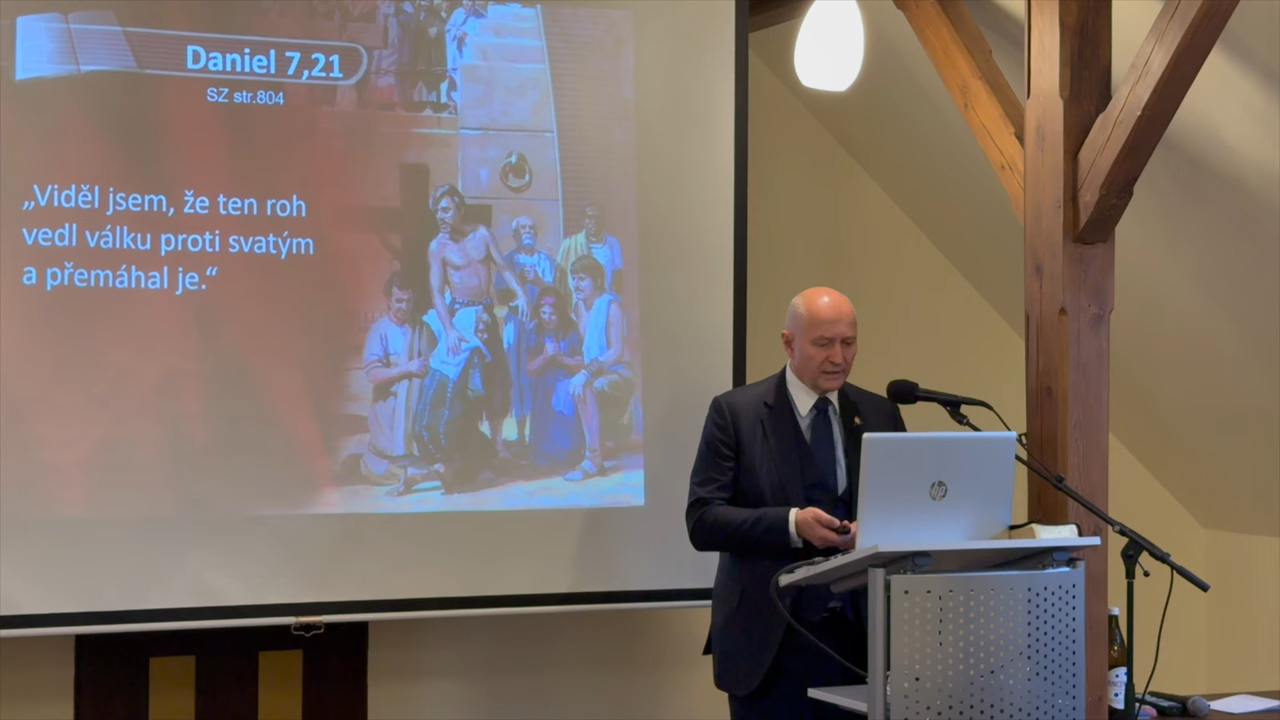 Daniel 7,21
SZ str.804
„Viděl jsem, že ten roh
vedl válku proti svatým
a přemáhal je.“
hp